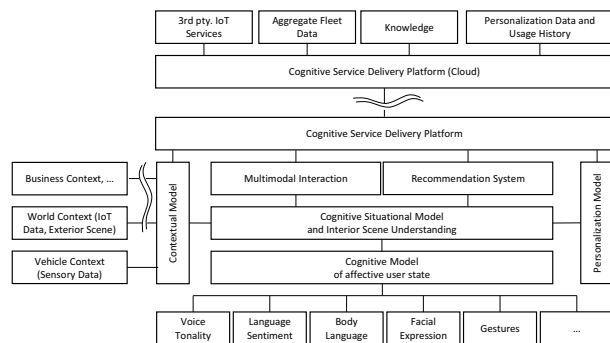 3rd pty. IoT
Services
Aggregate Fleet
Data
Knowledge
Personalization Data and
Usage History
Cognitive Service Delivery Platform (Cloud)
Cognitive Service Delivery Platform
Business Context, ...
World Context (IoT
Data, Exterior Scene)
Vehicle Context
(Sensory Data)
Contextual Model
Multimodal Interaction
Recommendation System
Cognitive Situational Model
and Interior Scene Understanding
Cognitive Model
of affective user state
Personalization Model
Voice
Tonality
Language
Sentiment
Body
Language
Facial
Expression
Gestures
...